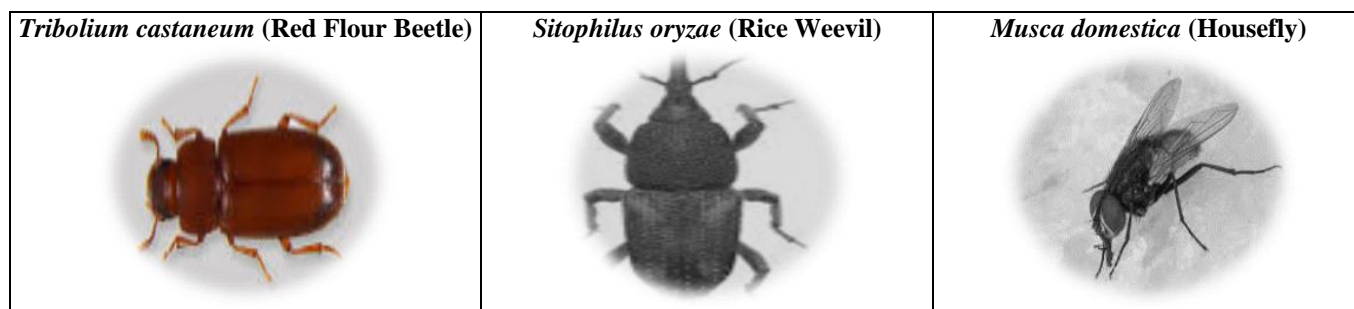 Tribolium castaneum (Red Flour Beetle)
Sitophilus oryzae (Rice Weevil)
Musca domestica (Housefly)